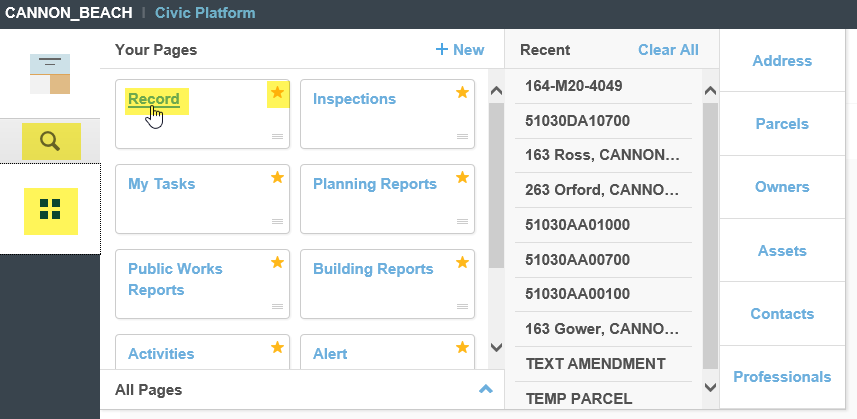 CANNON_BEACH | Civic Platform
Your Pages
+ New
Record
Inspections
My Tasks
Planning Reports
Public Works
Reports
Building Reports
Activities
Alert
All Pages
Recent
Clear All
164-M20-4049
51030DA10700
163 Ross, CANNON…
263 Orford, CANNO…
51030AA01000
51030AA00700
51030AA00100
163 Gower, CANNO…
TEXT AMENDMENT
TEMP PARCEL
Address
Parcels
Owners
Assets
Contacts
Professionals